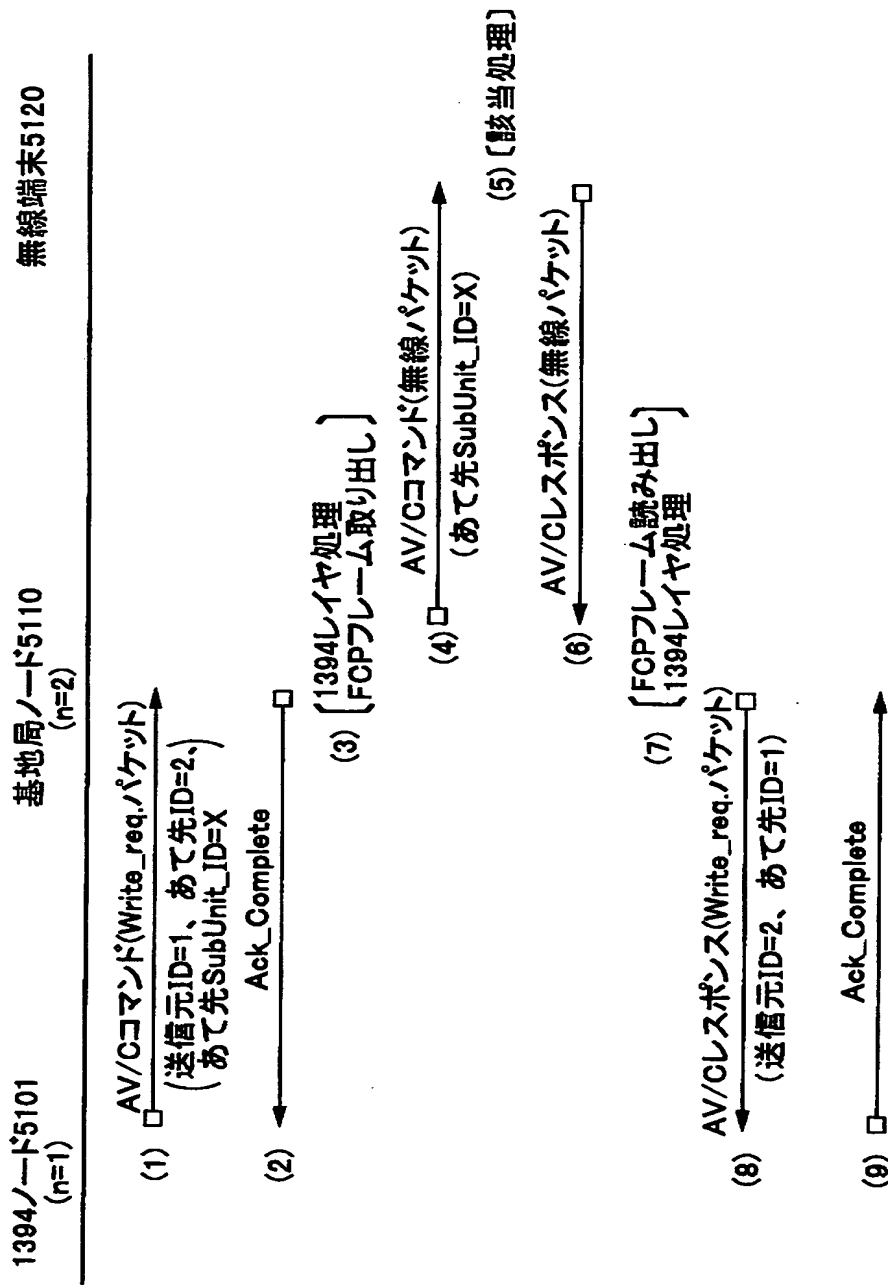 1394ノード5101
(n=1)
基地局ノード5110
(n=2)
無線端末5120
(1)
AV/Cコマンド(Write_req.パケット)
(送信元ID=1、あて先ID=2、
あて先SubUnit_ID=X)
(2)
Ack_Complete
(3)
〔1394レイヤ処理
FCPフレーム取り出し〕
(4)
AV/Cコマンド(無線パケット)
(あて先SubUnit_ID=X)
(5)〔該当処理〕
(6)
AV/Cレスポンス(無線パケット)
(7)
〔FCPフレーム読み出し
1394レイヤ処理〕
(8)
AV/Cレスポンス(Write_req.パケット)
(送信元ID=2、あて先ID=1)
(9)
Ack_Complete